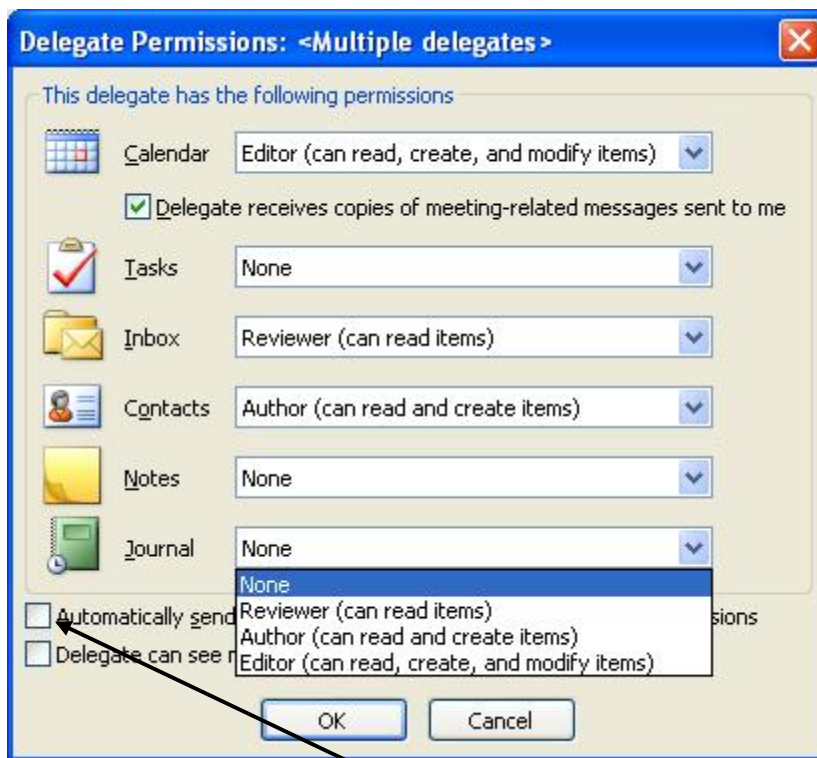 Delegate Permissions: <Multiple delegates>
This delegate has the following permissions
Calendar Editor (can read, create, and modify items)
Delegate receives copies of meeting-related messages sent to me
Tasks None
Inbox Reviewer (can read items)
Contacts Author (can read and create items)
Notes None
Journal None
None
Reviewer (can read items)
Author (can read and create items)
Editor (can read, create, and modify items)
Automatically send sions
Delegate can see
OK Cancel